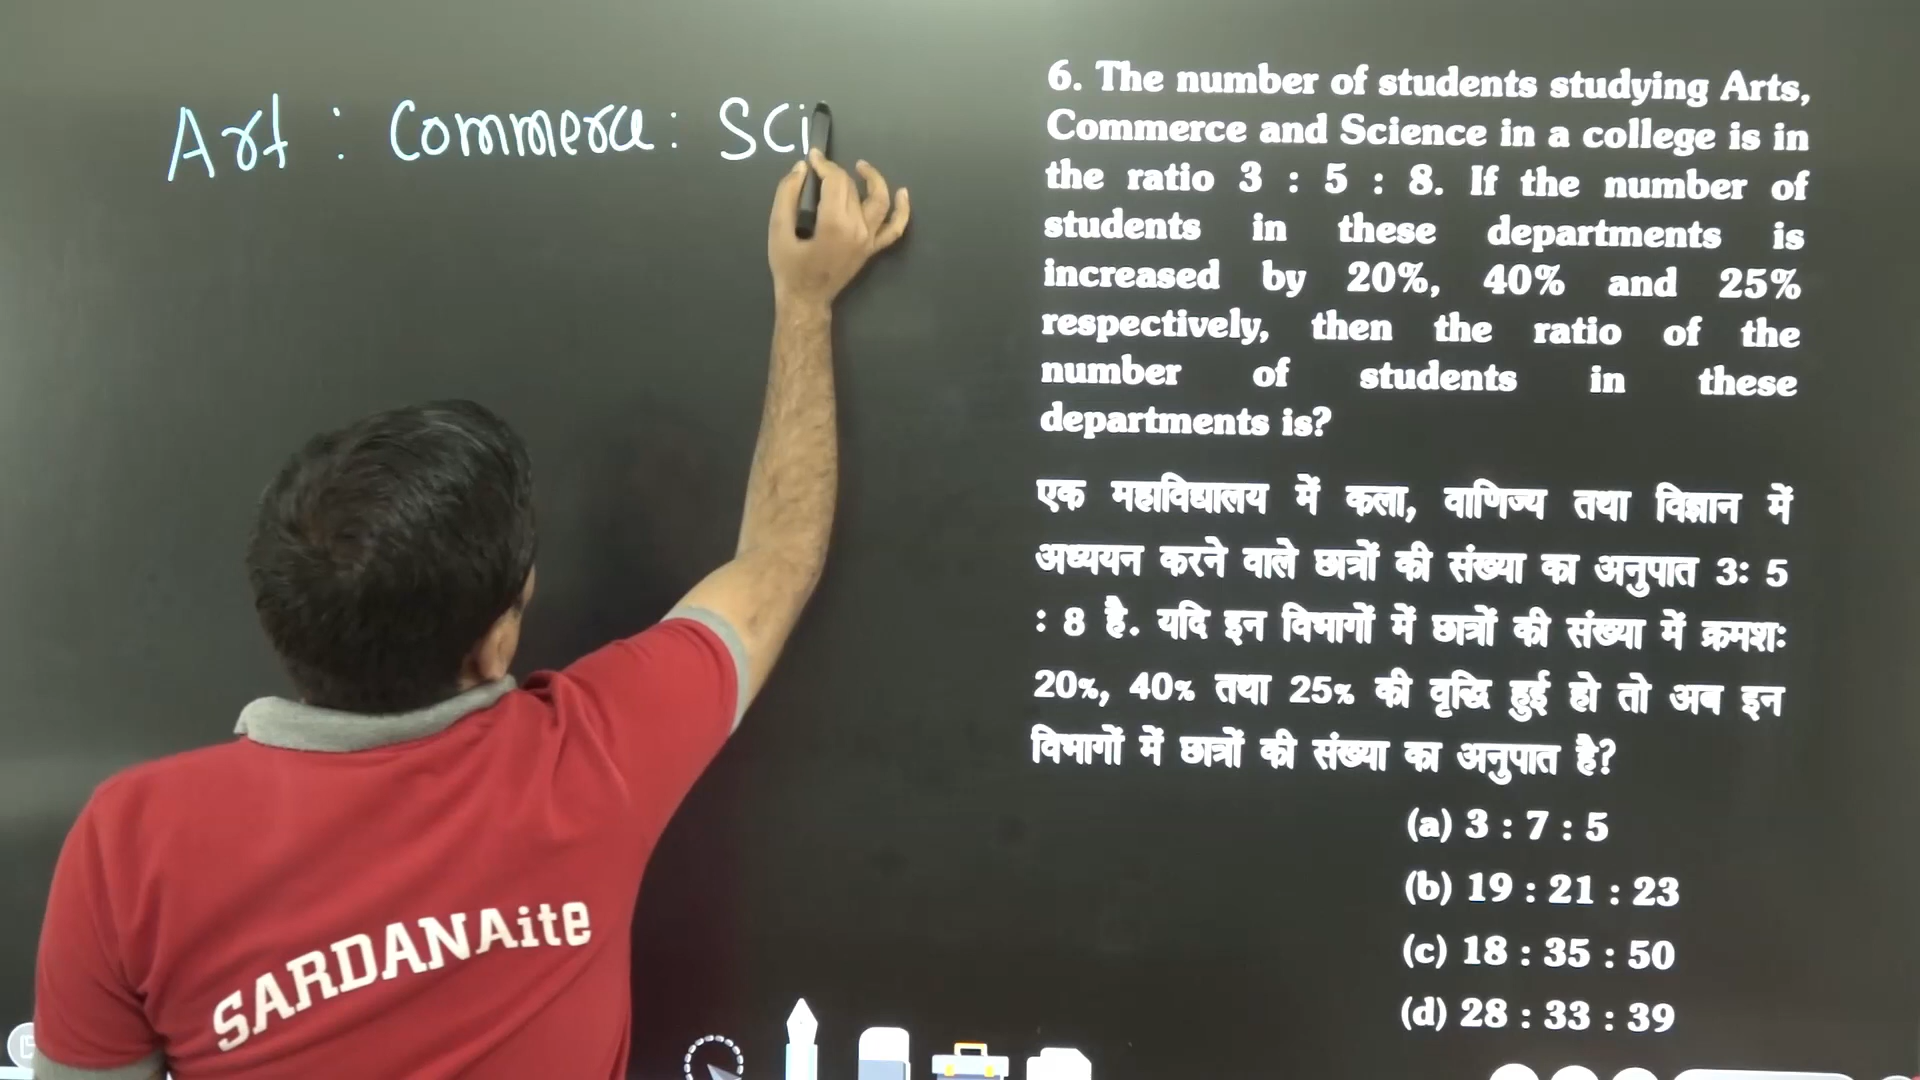 Art : Commerce : Sci
6. The number of students studying Arts,
Commerce and Science in a college is in
the ratio 3 : 5 : 8. If the number of
students in these departments is
increased by 20%, 40% and 25%
respectively, then the ratio of the
number of students in these
departments is?
एक महाविद्यालय में कला, वाणिज्य तथा विज्ञान में
अध्ययन करने वाले छात्रों की संख्या का अनुपात 3: 5
: 8 है. यदि इन विभागों में छात्रों की संख्या में क्रमशः
20%, 40% तथा 25% की वृद्धि हुई हो तो अब इन
विभागों में छात्रों की संख्या का अनुपात है?
(a) 3 : 7 : 5
(b) 19 : 21 : 23
(c) 18 : 35 : 50
(d) 28 : 33 : 39
SARDANAite